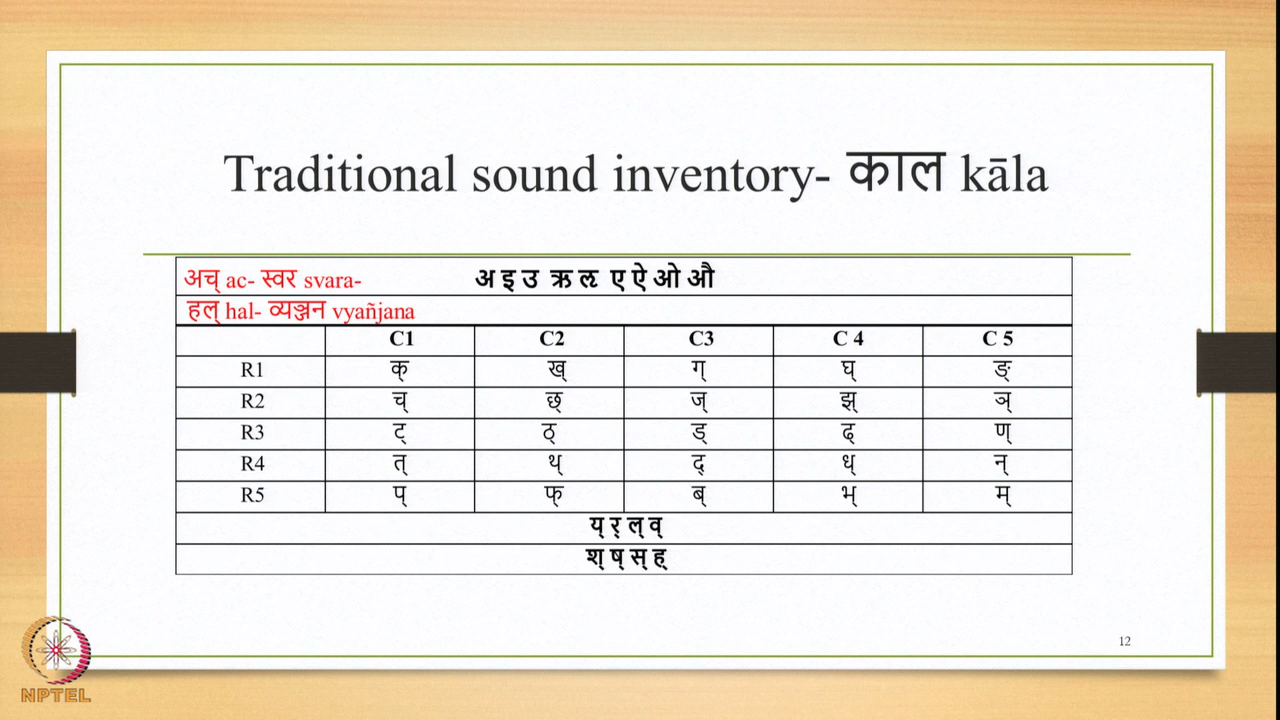 Traditional sound inventory- काल kāla
अच् ac- स्वर svara- अ इ उ ऋ ऌ ए ऐ ओ औ
हल् hal- व्यञ्जन vyañjana
C1 C2 C3 C 4 C 5
R1 क् ख् ग् घ् ङ्
R2 च् छ् ज् झ् ञ्
R3 ट् ठ् ड् ढ् ण्
R4 त् थ् द् ध् न्
R5 प् फ् ब् भ् म्
य् र् ल् व्
श् ष् स् ह्
12
NPTEL